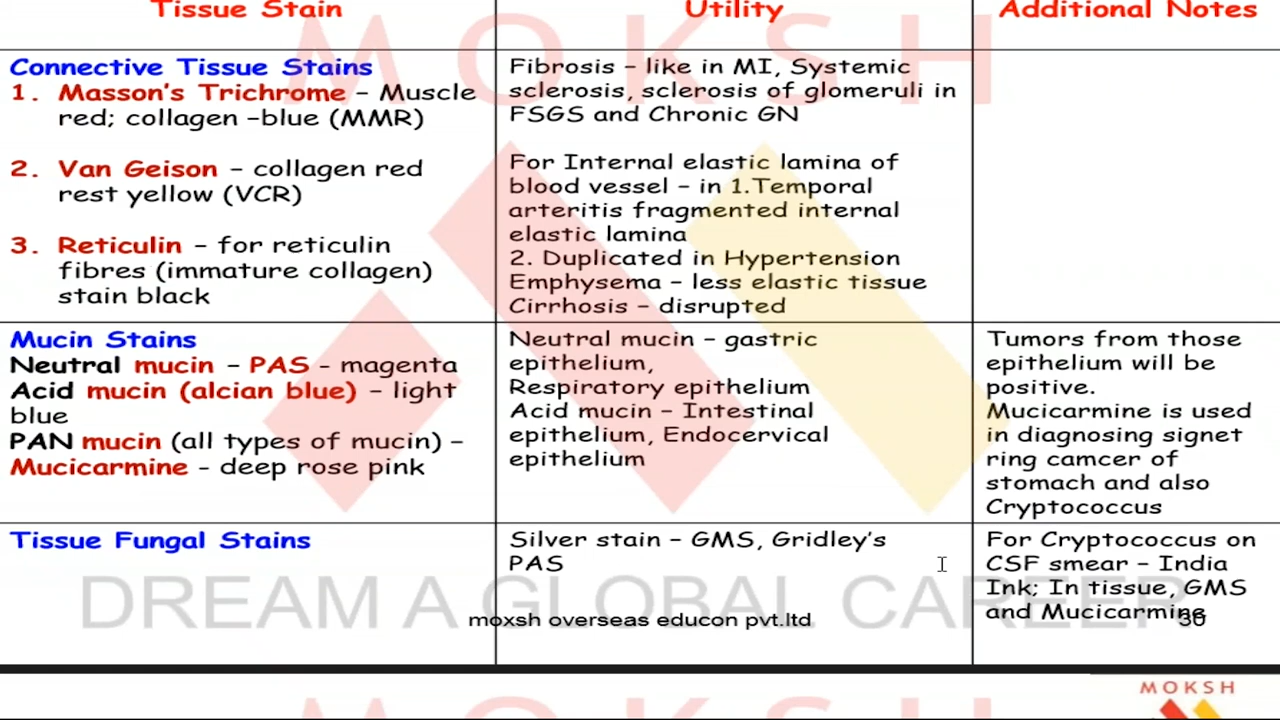 Tissue Stain
Utility
Additional Notes
Connective Tissue Stains
1. Masson's Trichrome – Muscle
red; collagen –blue (MMR)
2. Van Geison – collagen red
rest yellow (VCR)
3. Reticulin – for reticulin
fibres (immature collagen)
stain black
Fibrosis – like in MI, Systemic
sclerosis, sclerosis of glomeruli in
FSGS and Chronic GN
For Internal elastic lamina of
blood vessel – in 1.Temporal
arteritis fragmented internal
elastic lamina
2. Duplicated in Hypertension
Emphysema – less elastic tissue
Cirrhosis – disrupted
Mucin Stains
Neutral mucin – PAS - magenta
Acid mucin (alcian blue) – light
blue
PAN mucin (all types of mucin) –
Mucicarmine - deep rose pink
Neutral mucin – gastric
epithelium,
Respiratory epithelium
Acid mucin – Intestinal
epithelium, Endocervical
epithelium
Tumors from those
epithelium will be
positive.
Mucicarmine is used
in diagnosing signet
ring camcer of
stomach and also
Cryptococcus
Tissue Fungal Stains
Silver stain – GMS, Gridley's
PAS
For Cryptococcus on
CSF smear – India
Ink; In tissue, GMS
and Mucicarmine
MOKSH
DREAM A GLOBAL CAREER
moxsh overseas educon pvt.ltd
30
MOKSH
MOKSH